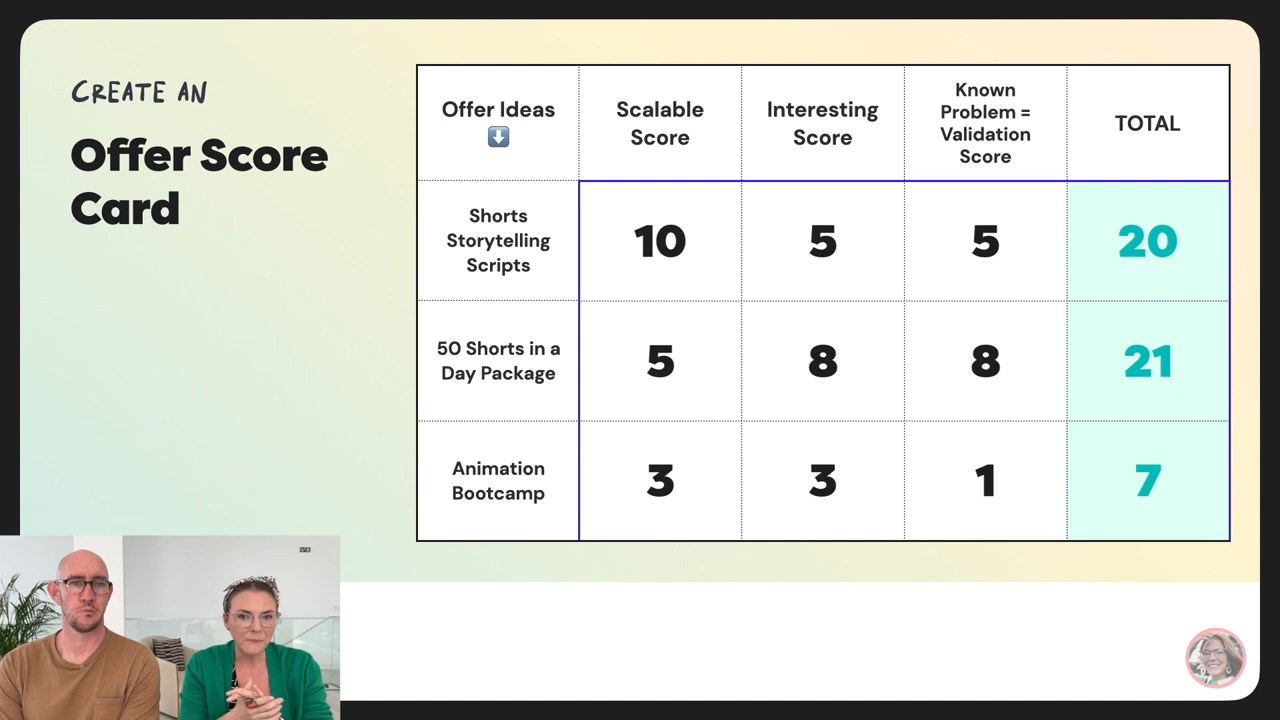 CREATE AN
Offer Score
Card
Offer Ideas
⬇️
Scalable
Score
Interesting
Score
Known
Problem =
Validation
Score
TOTAL
Shorts
Storytelling
Scripts
10
5
5
20
50 Shorts in a
Day Package
5
8
8
21
Animation
Bootcamp
3
3
1
7